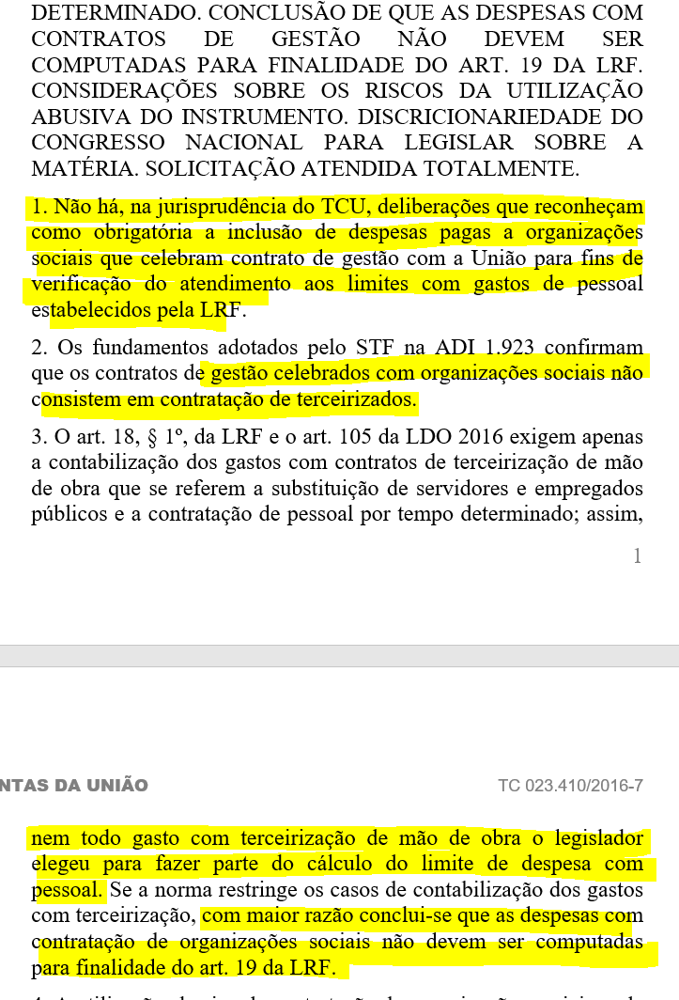 DETERMINADO. CONCLUSÃO DE QUE AS DESPESAS COM
CONTRATOS DE GESTÃO NÃO DEVEM SER
COMPUTADAS PARA FINALIDADE DO ART. 19 DA LRF.
CONSIDERAÇÕES SOBRE OS RISCOS DA UTILIZAÇÃO
ABUSIVA DO INSTRUMENTO. DISCRICIONARIEDADE DO
CONGRESSO NACIONAL PARA LEGISLAR SOBRE A
MATÉRIA. SOLICITAÇÃO ATENDIDA TOTALMENTE.
1. Não há, na jurisprudência do TCU, deliberações que reconheçam
como obrigatória a inclusão de despesas pagas a organizações
sociais que celebram contrato de gestão com a União para fins de
verificação do atendimento aos limites com gastos de pessoal
estabelecidos pela LRF.
2. Os fundamentos adotados pelo STF na ADI 1.923 confirmam
que os contratos de gestão celebrados com organizações sociais não
consistem em contratação de terceirizados.
3. O art. 18, § 1º, da LRF e o art. 105 da LDO 2016 exigem apenas
a contabilização dos gastos com contratos de terceirização de mão
de obra que se referem a substituição de servidores e empregados
públicos e a contratação de pessoal por tempo determinado; assim,
1
NTAS DA UNIÃO TC 023.410/2016-7
nem todo gasto com terceirização de mão de obra o legislador
elegeu para fazer parte do cálculo do limite de despesa com
pessoal. Se a norma restringe os casos de contabilização dos gastos
com terceirização, com maior razão conclui-se que as despesas com
contratação de organizações sociais não devem ser computadas
para finalidade do art. 19 da LRF.